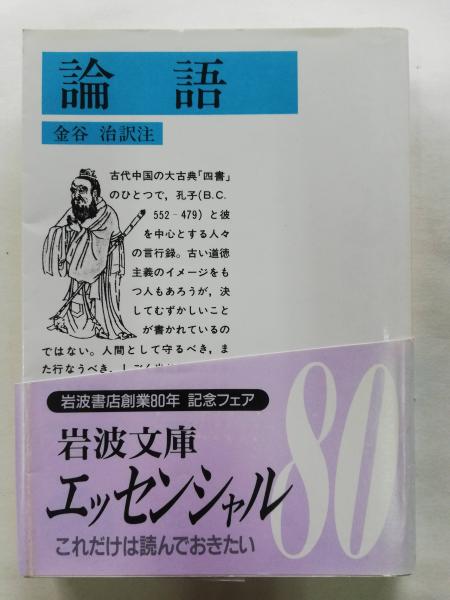 論 語
金谷 治訳注
古代中国の大古典「四書」
のひとつで,孔子(B.C.
552-479)と彼
を中心とする人々
の言行録。古い道徳
主義のイメージをも
つ人もあろうが,決
してむずかしいこと
が書かれているの
ではない。人間として守るべき,ま
た行なうべき,しごく
岩波書店創業80年 記念フェア
岩波文庫
エッセンシャル
80
これだけは読んでおきたい